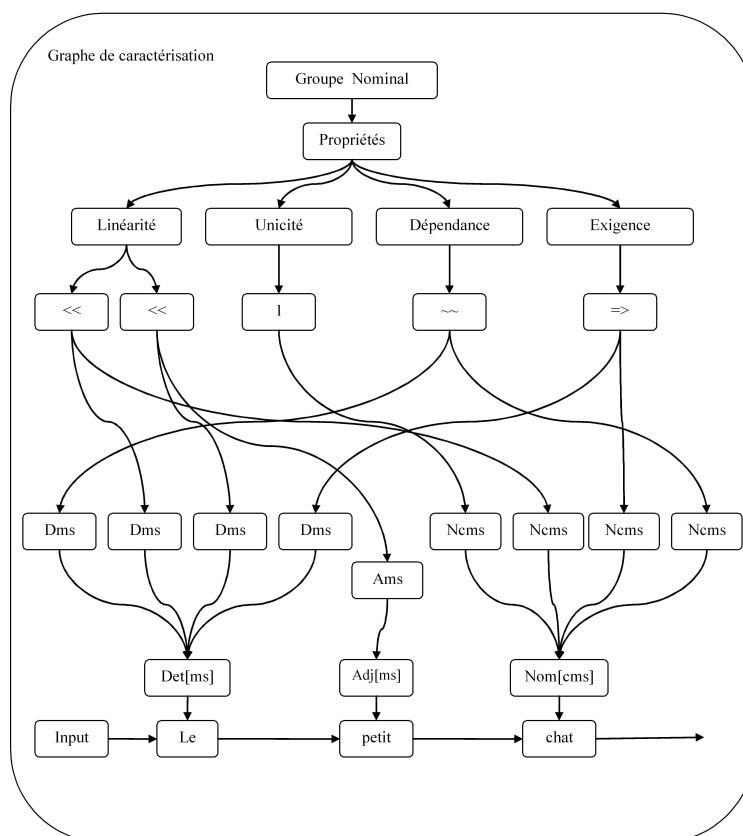 Graphe de caractérisation
Groupe Nominal
Propriétés
Linéarité
Unicité
Dépendance
Exigence
<<
<<
1
~~
=>
Dms
Dms
Dms
Dms
Ncms
Ncms
Ncms
Ncms
Ams
Det[ms]
Adj[ms]
Nom[cms]
Input
Le
petit
chat